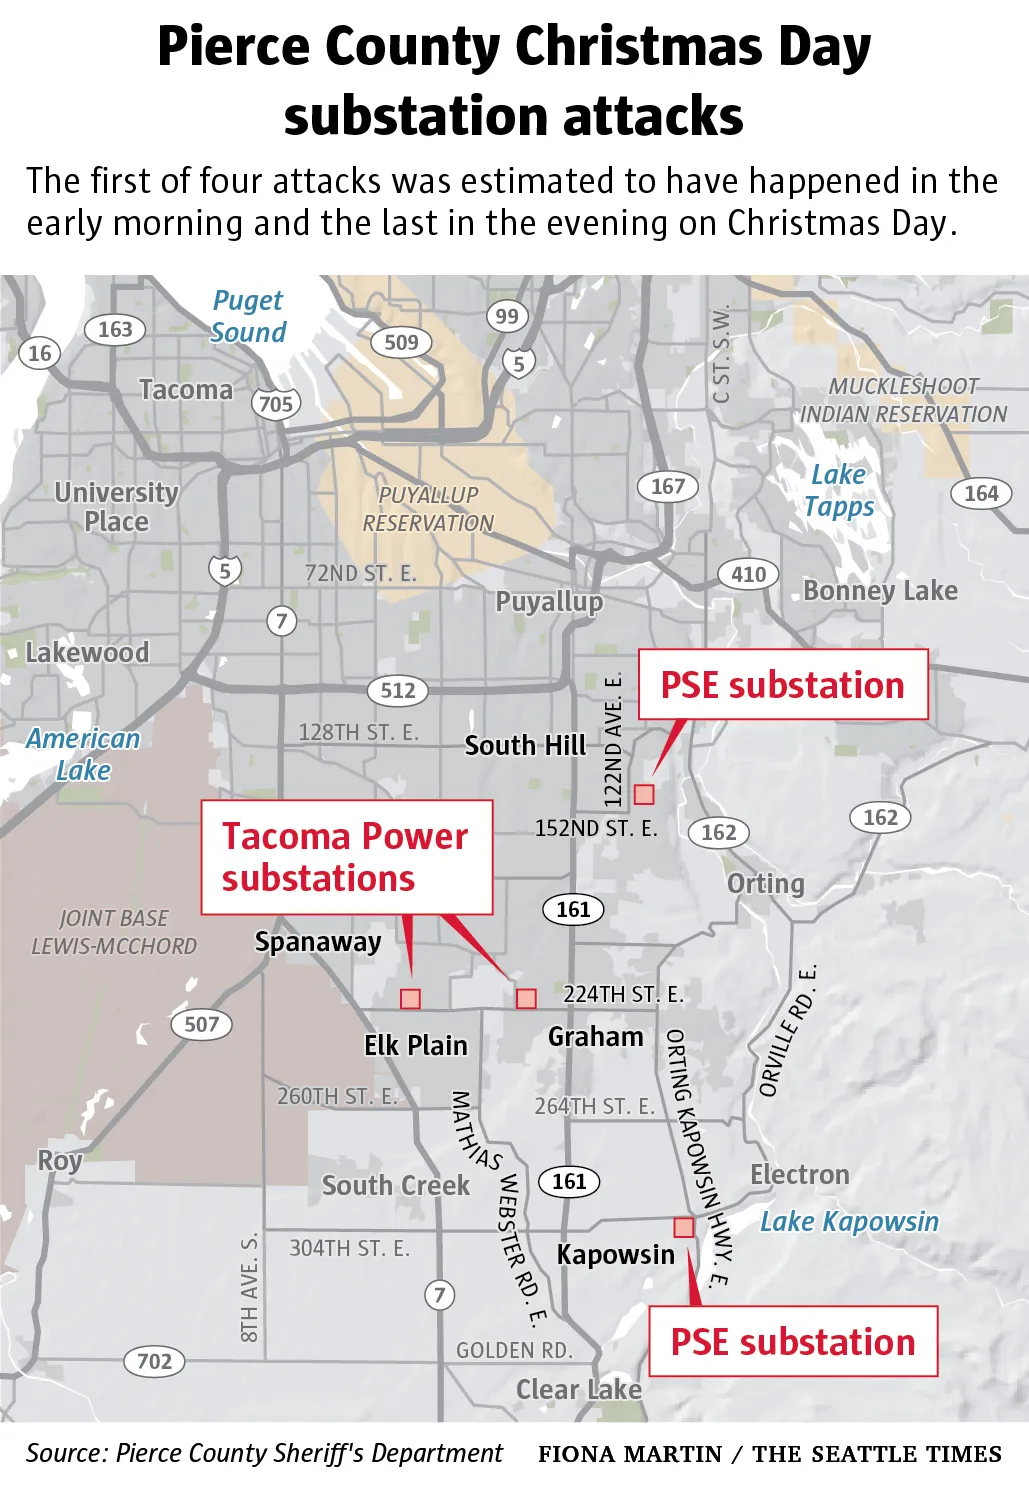 Pierce County Christmas Day
substation attacks
The first of four attacks was estimated to have happened in the
early morning and the last in the evening on Christmas Day.
Puget
Sound
99
163
509
16
5
C ST. S.W.
Tacoma
705
MUCKLESHOOT
INDIAN RESERVATION
Lake
Tapps
University
Place
PUYALLUP
RESERVATION
167
164
5
72ND ST. E.
410
Puyallup
Bonney Lake
7
Lakewood
512
PSE substation
122ND AVE. E.
128TH ST. E.
South Hill
American
Lake
Tacoma Power
substations
152ND ST. E.
162
162
Orting
161
JOINT BASE
LEWIS-MCCHORD
Spanaway
224TH ST. E.
507
Elk Plain
Graham
ORVILLE RD. E.
ORTING KAPOWSIN HWY. E.
260TH ST. E.
MATHIAS WEBSTER RD. E.
264TH ST. E.
Roy
South Creek
161
Electron
Lake Kapowsin
304TH ST. E.
Kapowsin
8TH AVE. S.
7
PSE substation
702
GOLDEN RD.
Clear Lake
Source: Pierce County Sheriff's Department
FIONA MARTIN / THE SEATTLE TIMES